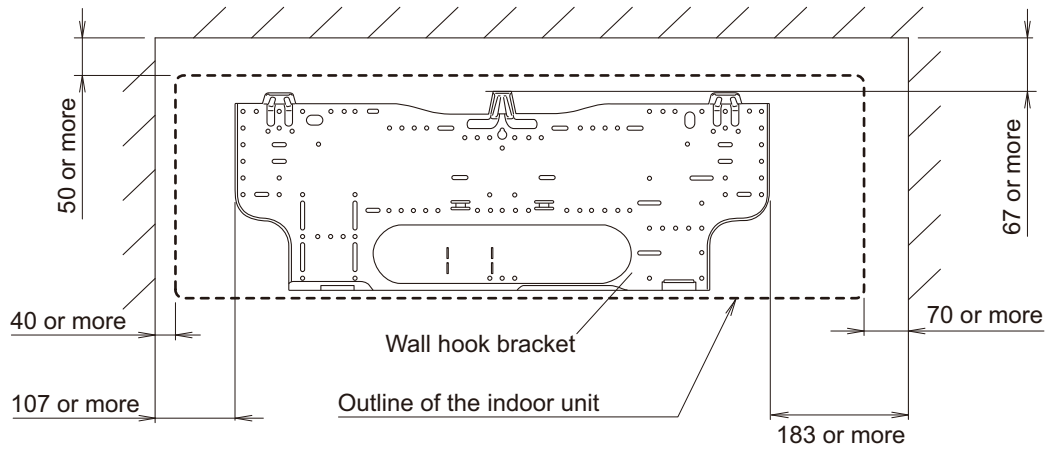 50 or more
67 or more
40 or more
70 or more
Wall hook bracket
107 or more
Outline of the indoor unit
183 or more